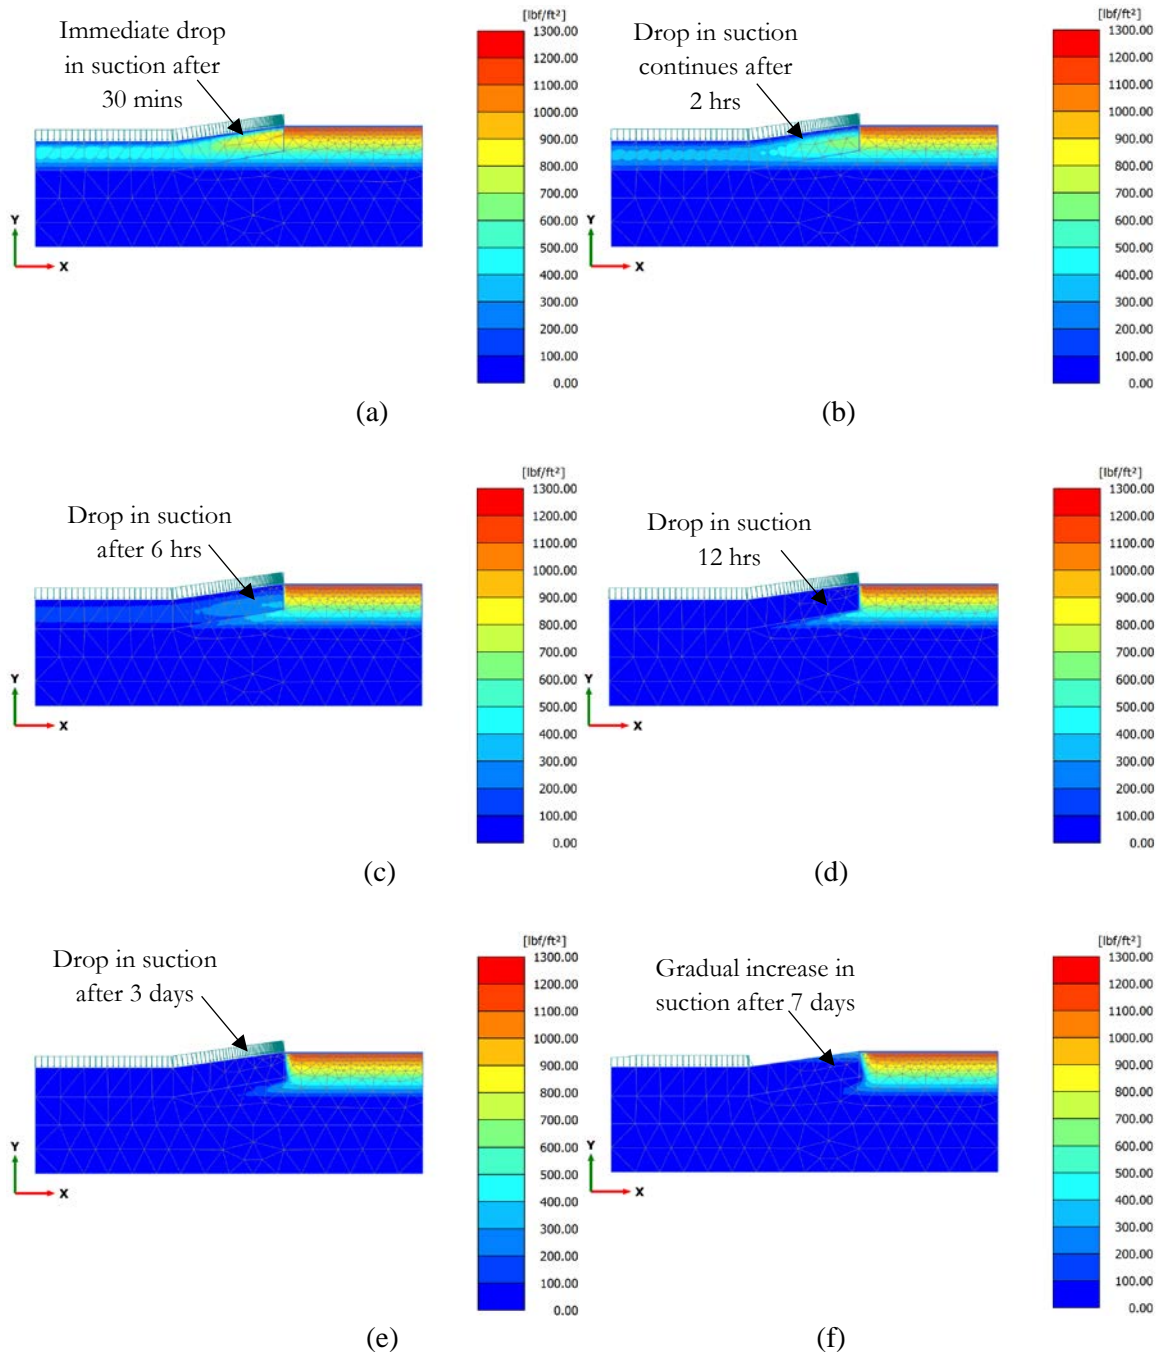 Immediate drop
in suction after
30 mins
[lbf/ft²]
1300.00
1200.00
1100.00
1000.00
900.00
800.00
700.00
600.00
500.00
400.00
300.00
200.00
100.00
0.00
Y
X
(a)
Drop in suction
continues after
2 hrs
[lbf/ft²]
1300.00
1200.00
1100.00
1000.00
900.00
800.00
700.00
600.00
500.00
400.00
300.00
200.00
100.00
0.00
Y
X
(b)
Drop in suction
after 6 hrs
[lbf/ft²]
1300.00
1200.00
1100.00
1000.00
900.00
800.00
700.00
600.00
500.00
400.00
300.00
200.00
100.00
0.00
Y
X
(c)
Drop in suction
12 hrs
[lbf/ft²]
1300.00
1200.00
1100.00
1000.00
900.00
800.00
700.00
600.00
500.00
400.00
300.00
200.00
100.00
0.00
Y
X
(d)
Drop in suction
after 3 days
[lbf/ft²]
1300.00
1200.00
1100.00
1000.00
900.00
800.00
700.00
600.00
500.00
400.00
300.00
200.00
100.00
0.00
Y
X
(e)
Gradual increase in
suction after 7 days
[lbf/ft²]
1300.00
1200.00
1100.00
1000.00
900.00
800.00
700.00
600.00
500.00
400.00
300.00
200.00
100.00
0.00
Y
X
(f)